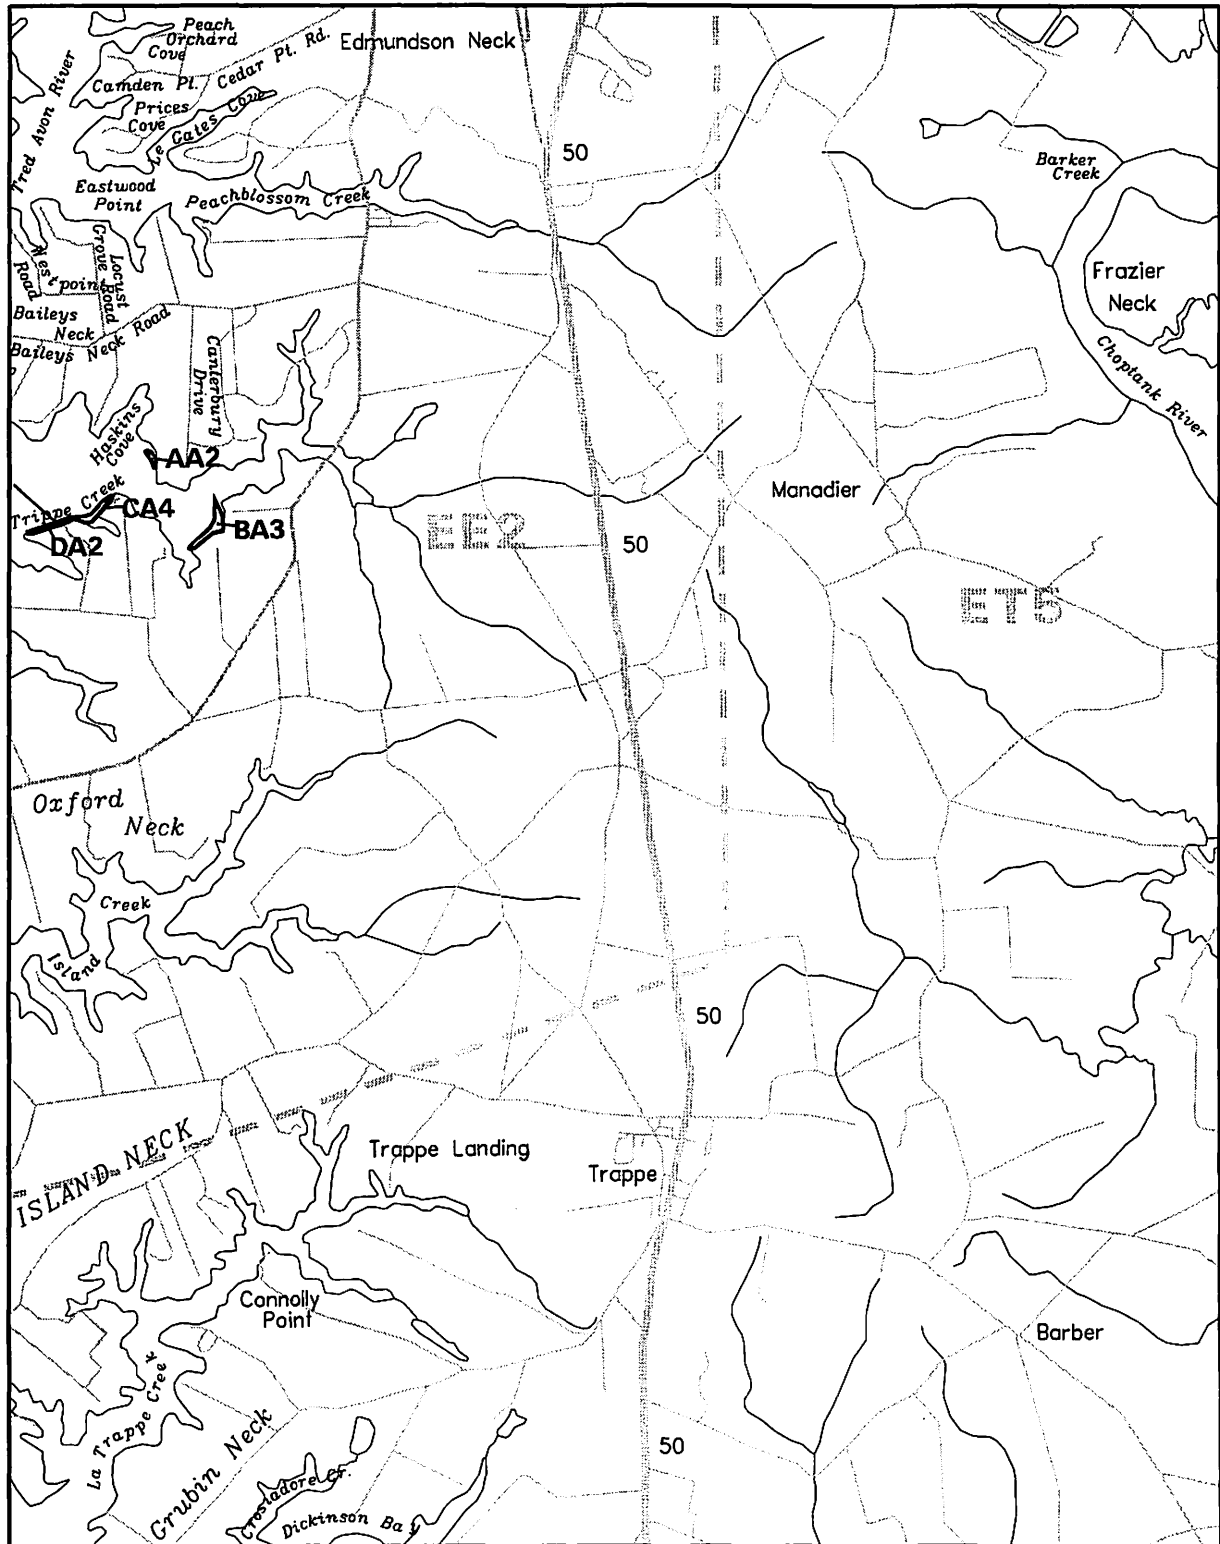 Peach
Orchard
Cove
Edmundson Neck
Cedar Pt. Rd.
Camden Pt.
Prices
Cove
Le Gates Cove
Tred Avon River
50
Barker
Creek
Eastwood
Point
Peachblossom Creek
West point
Road
Locust
Grove Road
Frazier
Neck
Baileys
Neck
Baileys Neck Road
Canterbury
Drive
Choptank River
Haskins
Cove
AA2
Manadier
Trippe Creek
CA4
BA3
DA2
EE2
50
ET5
Oxford
Neck
Creek
Island
50
ISLAND NECK
Trappe Landing
Trappe
Connolly
Point
Barber
La Trappe Creek
Grubin Neck
50
Crosiadore Cr.
Dickinson Bay